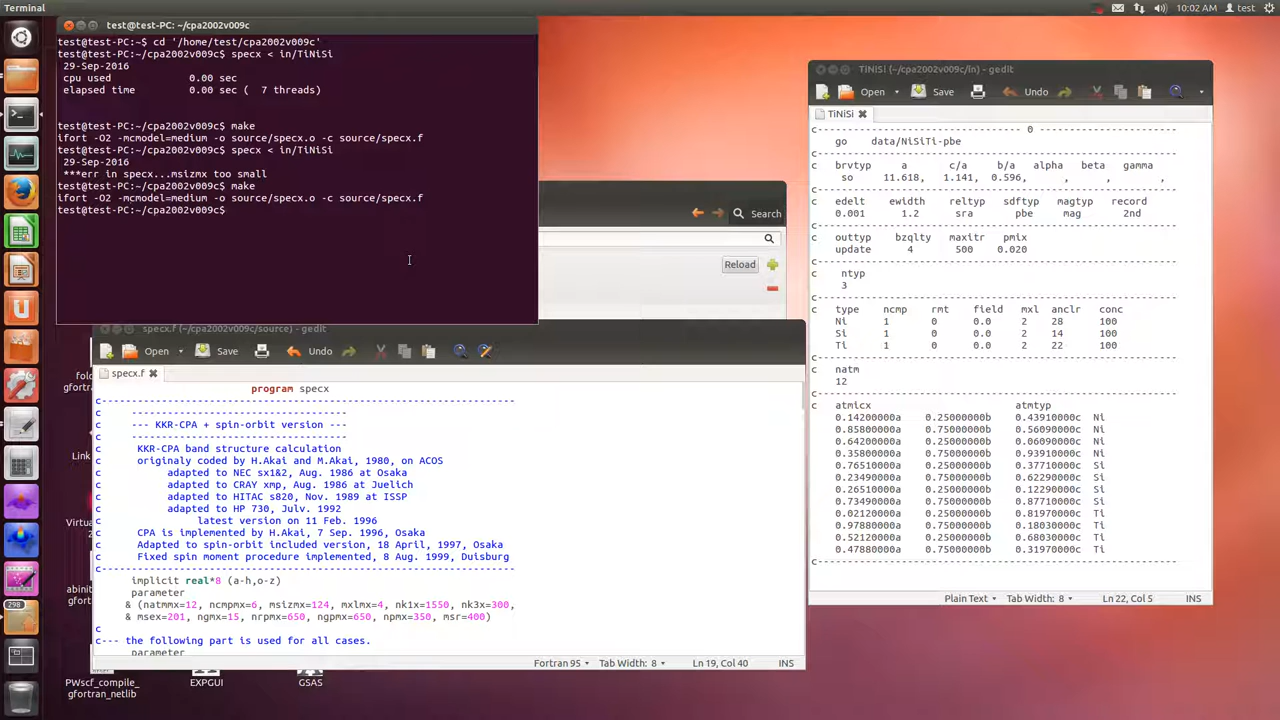 Terminal
10:02 AM
test
test@test-PC: ~/cpa2002v009c
test@test-PC:~$ cd '/home/test/cpa2002v009c'
test@test-PC:~/cpa2002v009c$ specx < in/TiNiSi
29-Sep-2016
cpu used 0.00 sec
elapsed time 0.00 sec ( 7 threads)
test@test-PC:~/cpa2002v009c$ make
ifort -O2 -mcmodel=medium -o source/specx.o -c source/specx.f
test@test-PC:~/cpa2002v009c$ specx < in/TiNiSi
29-Sep-2016
***err in specx...msizmx too small
test@test-PC:~/cpa2002v009c$ make
ifort -O2 -mcmodel=medium -o source/specx.o -c source/specx.f
test@test-PC:~/cpa2002v009c$
Search
Reload
specx.f (~/cpa2002v009c/source) - gedit
Open Save Undo
specx.f
program specx
c----------------------------------------------------------------------
c -----------------------------------
c --- KKR-CPA + spin-orbit version ---
c -----------------------------------
c KKR-CPA band structure calculation
c originaly coded by H.Akai and M.Akai, 1980, on ACOS
c adapted to NEC sx1&2, Aug. 1986 at Osaka
c adapted to CRAY xmp, Aug. 1986 at Juelich
c adapted to HITAC s820, Nov. 1989 at ISSP
c adapted to HP 730, Julv. 1992
c latest version on 11 Feb. 1996
c CPA is implemented by H.Akai, 7 Sep. 1996, Osaka
c Adapted to spin-orbit included version, 18 April, 1997, Osaka
c Fixed spin moment procedure implemented, 8 Aug. 1999, Duisburg
c----------------------------------------------------------------------
implicit real*8 (a-h,o-z)
parameter
& (natmmx=12, ncmpmx=6, msizmx=124, mxlmx=4, nk1x=1550, nk3x=300,
& msex=201, ngmx=15, nrpmx=650, ngpmx=650, npmx=350, msr=400)
c
c--- the following part is used for all cases.
parameter
Fortran 95 Tab Width: 8 Ln 19, Col 40 INS
TiNiSi (~/cpa2002v009c/in) - gedit
Open Save Undo
TiNiSi
c------------------------------ 0 ---------------------------
go data/NiSiTi-pbe
c------------------------------------------------------------
c brvtyp a c/a b/a alpha beta gamma
so 11.618, 1.141, 0.596, , , ,
c------------------------------------------------------------
c edelt ewidth reltyp sdftyp magtyp record
0.001 1.2 sra pbe mag 2nd
c------------------------------------------------------------
c outtyp bzqlty maxitr pmix
update 4 500 0.020
c------------------------------------------------------------
c ntyp
3
c------------------------------------------------------------
c type ncmp rmt field mxl anclr conc
Ni 1 0 0.0 2 28 100
Si 1 0 0.0 2 14 100
Ti 1 0 0.0 2 22 100
c------------------------------------------------------------
c natm
12
c------------------------------------------------------------
c atmicx atmtyp
0.14200000a 0.25000000b 0.43910000c Ni
0.85800000a 0.75000000b 0.56090000c Ni
0.64200000a 0.25000000b 0.06090000c Ni
0.35800000a 0.75000000b 0.93910000c Ni
0.76510000a 0.25000000b 0.37710000c Si
0.23490000a 0.75000000b 0.62290000c Si
0.26510000a 0.25000000b 0.12290000c Si
0.73490000a 0.75000000b 0.87710000c Si
0.02120000a 0.25000000b 0.81970000c Ti
0.97880000a 0.75000000b 0.18030000c Ti
0.52120000a 0.25000000b 0.68030000c Ti
0.47880000a 0.75000000b 0.31970000c Ti
c------------------------------------------------------------
Plain Text Tab Width: 8 Ln 22, Col 5 INS
298
PWscf_compile_
gfortran_netlib
EXPGUI
GSAS